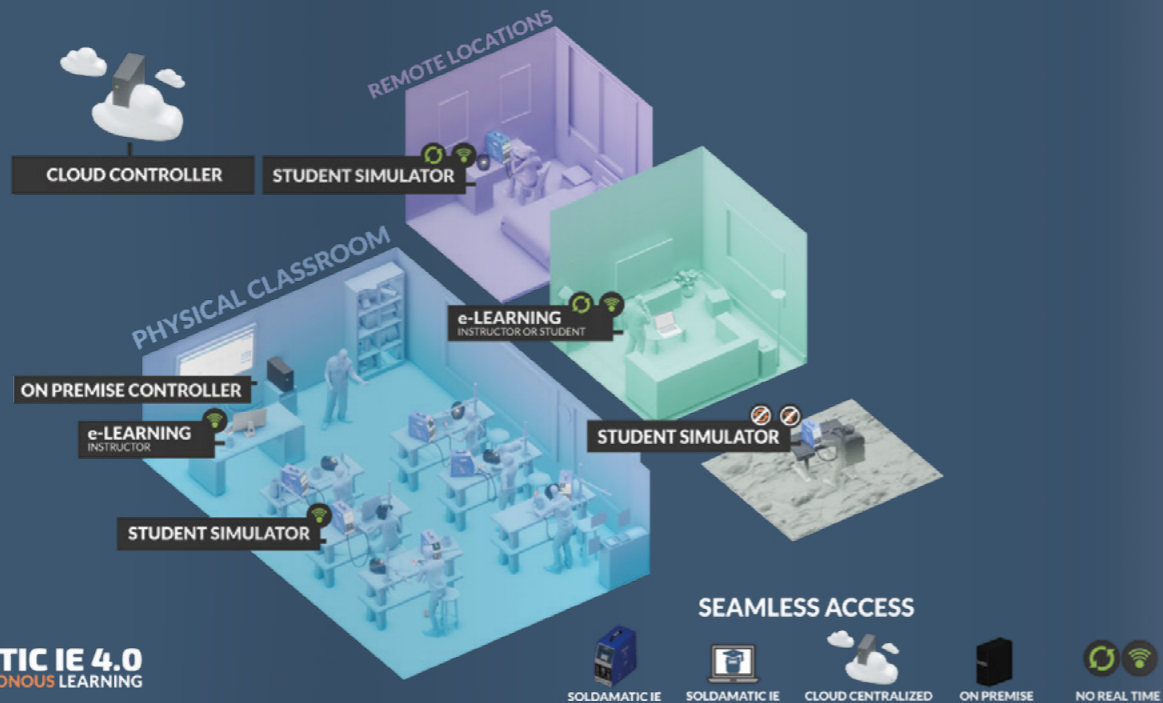 REMOTE LOCATIONS
CLOUD CONTROLLER
STUDENT SIMULATOR
PHYSICAL CLASSROOM
e-LEARNING
INSTRUCTOR OR STUDENT
ON PREMISE CONTROLLER
e-LEARNING
INSTRUCTOR
STUDENT SIMULATOR
STUDENT SIMULATOR
SEAMLESS ACCESS
TIC IE 4.0
ONOUS LEARNING
SOLDAMATIC IE
SOLDAMATIC IE
CLOUD CENTRALIZED
ON PREMISE
NO REAL TIME